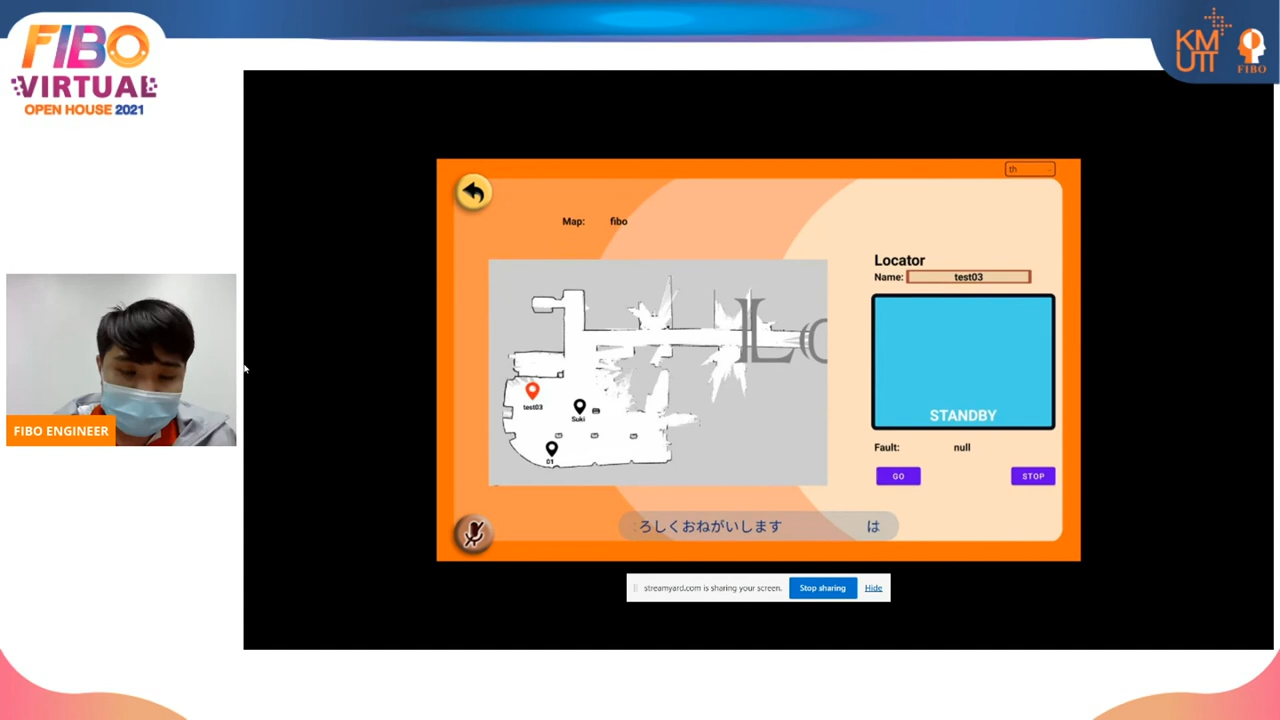 FIBO
VIRTUAL
OPEN HOUSE 2021
KM
UTT
FIBO
th
Map: fibo
Locator
Name: test03
test03
Suki
01
STANDBY
Fault: null
GO
STOP
ろしくおねがいします は
FIBO ENGINEER
streamyard.com is sharing your screen.
Stop sharing
Hide